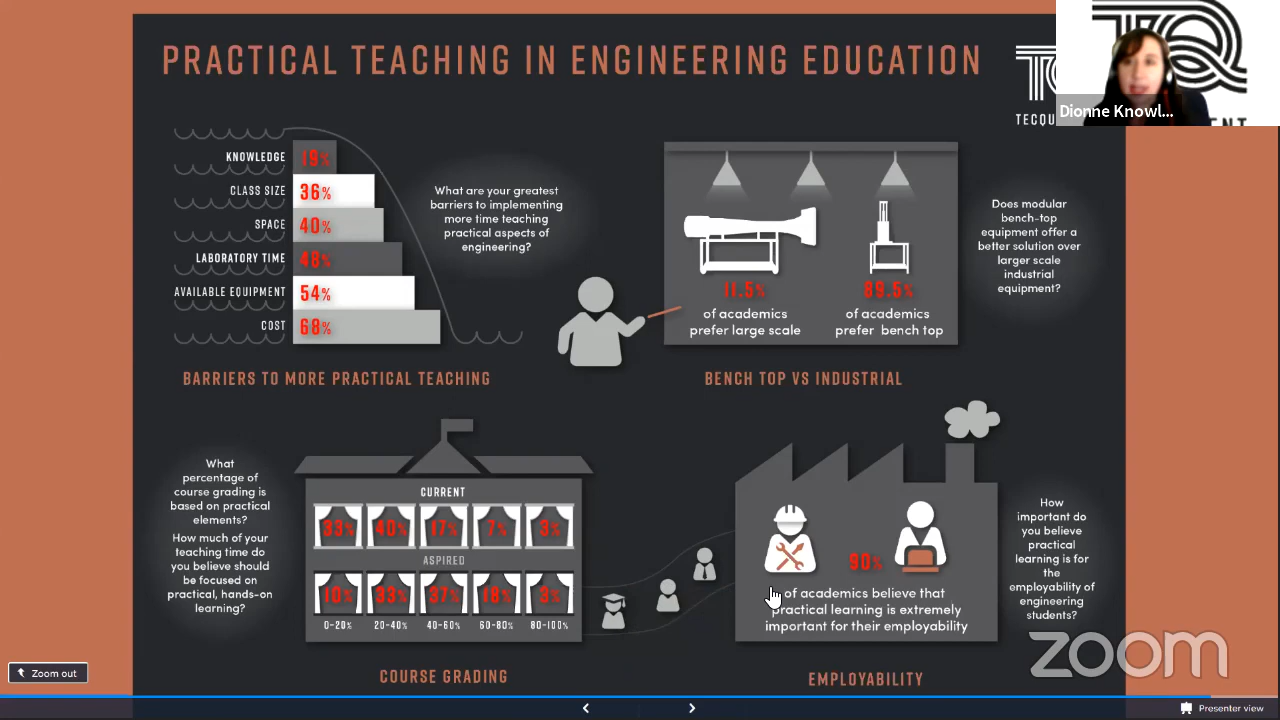 PRACTICAL TEACHING IN ENGINEERING EDUCATION
TECQU
ENT
Dionne Knowl...
KNOWLEDGE 19%
CLASS SIZE 36%
SPACE 40%
LABORATORY TIME 48%
AVAILABLE EQUIPMENT 54%
COST 68%
What are your greatest
barriers to implementing
more time teaching
practical aspects of
engineering?
BARRIERS TO MORE PRACTICAL TEACHING
11.5%
of academics
prefer large scale
89.5%
of academics
prefer bench top
Does modular
bench-top
equipment offer a
better solution over
larger scale
industrial
equipment?
BENCH TOP VS INDUSTRIAL
What
percentage of
course grading is
based on practical
elements?
How much of your
teaching time do
you believe should
be focused on
practical, hands-on
learning?
CURRENT
33% 40% 17% 7% 3%
ASPIRED
10% 33% 37% 18% 3%
0-20% 20-40% 40-60% 60-80% 80-100%
COURSE GRADING
90%
of academics believe that
practical learning is extremely
important for their employability
How
important do
you believe
practical
learning is for
the
employability of
engineering
students?
EMPLOYABILITY
zoom
Zoom out
Presenter view